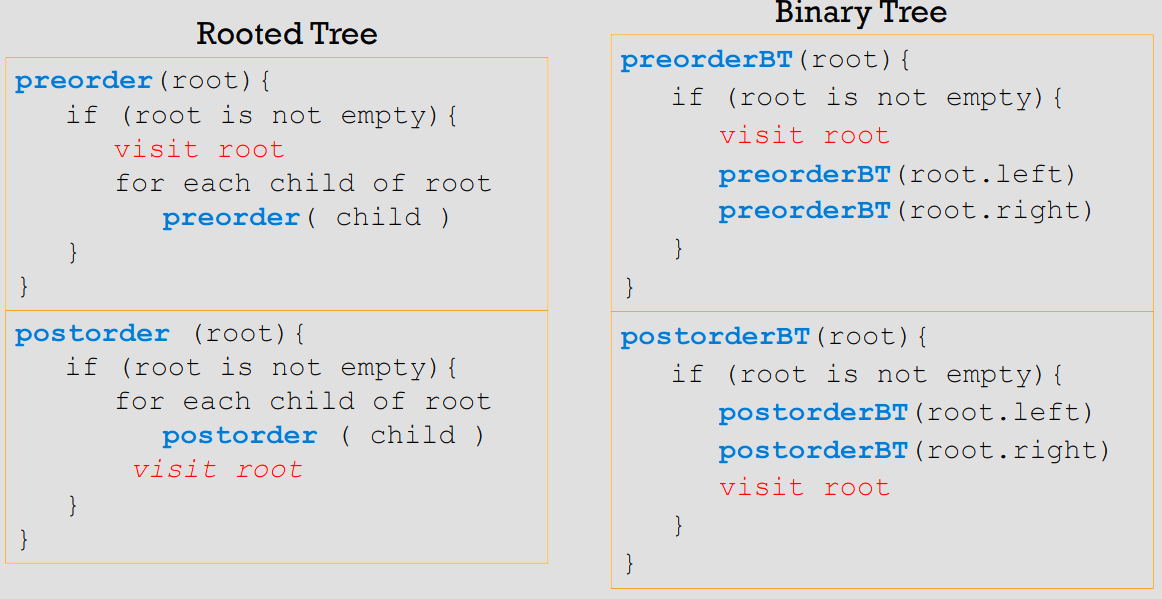 Rooted Tree
preorder(root){
if (root is not empty){
visit root
for each child of root
preorder( child )
}
}
postorder (root){
if (root is not empty){
for each child of root
postorder ( child )
visit root
}
}
Binary Tree
preorderBT(root){
if (root is not empty){
visit root
preorderBT(root.left)
preorderBT(root.right)
}
}
postorderBT(root){
if (root is not empty){
postorderBT(root.left)
postorderBT(root.right)
visit root
}
}